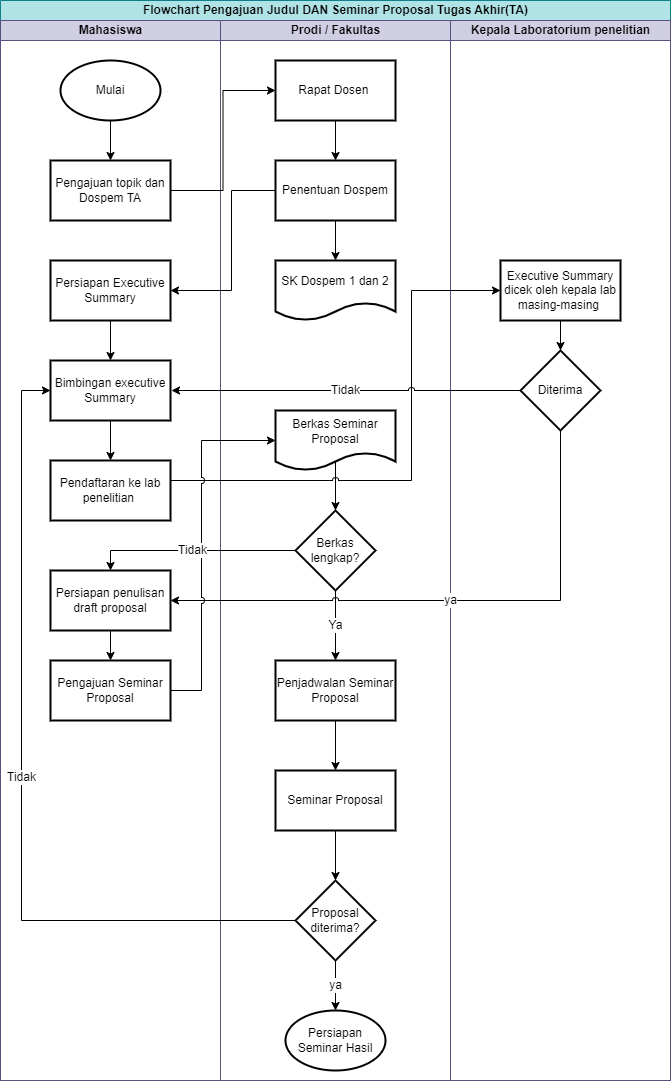 Flowchart Pengajuan Judul DAN Seminar Proposal Tugas Akhir(TA)
Mahasiswa
Prodi / Fakultas
Kepala Laboratorium penelitian
Mulai
Rapat Dosen
Pengajuan topik dan
Dospem TA
Penentuan Dospem
Persiapan Executive
Summary
SK Dospem 1 dan 2
Executive Summary
dicek oleh kepala lab
masing-masing
Bimbingan executive
Summary
Tidak
Diterima
Berkas Seminar
Proposal
Pendaftaran ke lab
penelitian
Tidak
Berkas
lengkap?
Persiapan penulisan
draft proposal
ya
Ya
Pengajuan Seminar
Proposal
Penjadwalan Seminar
Proposal
Tidak
Seminar Proposal
Proposal
diterima?
ya
Persiapan
Seminar Hasil